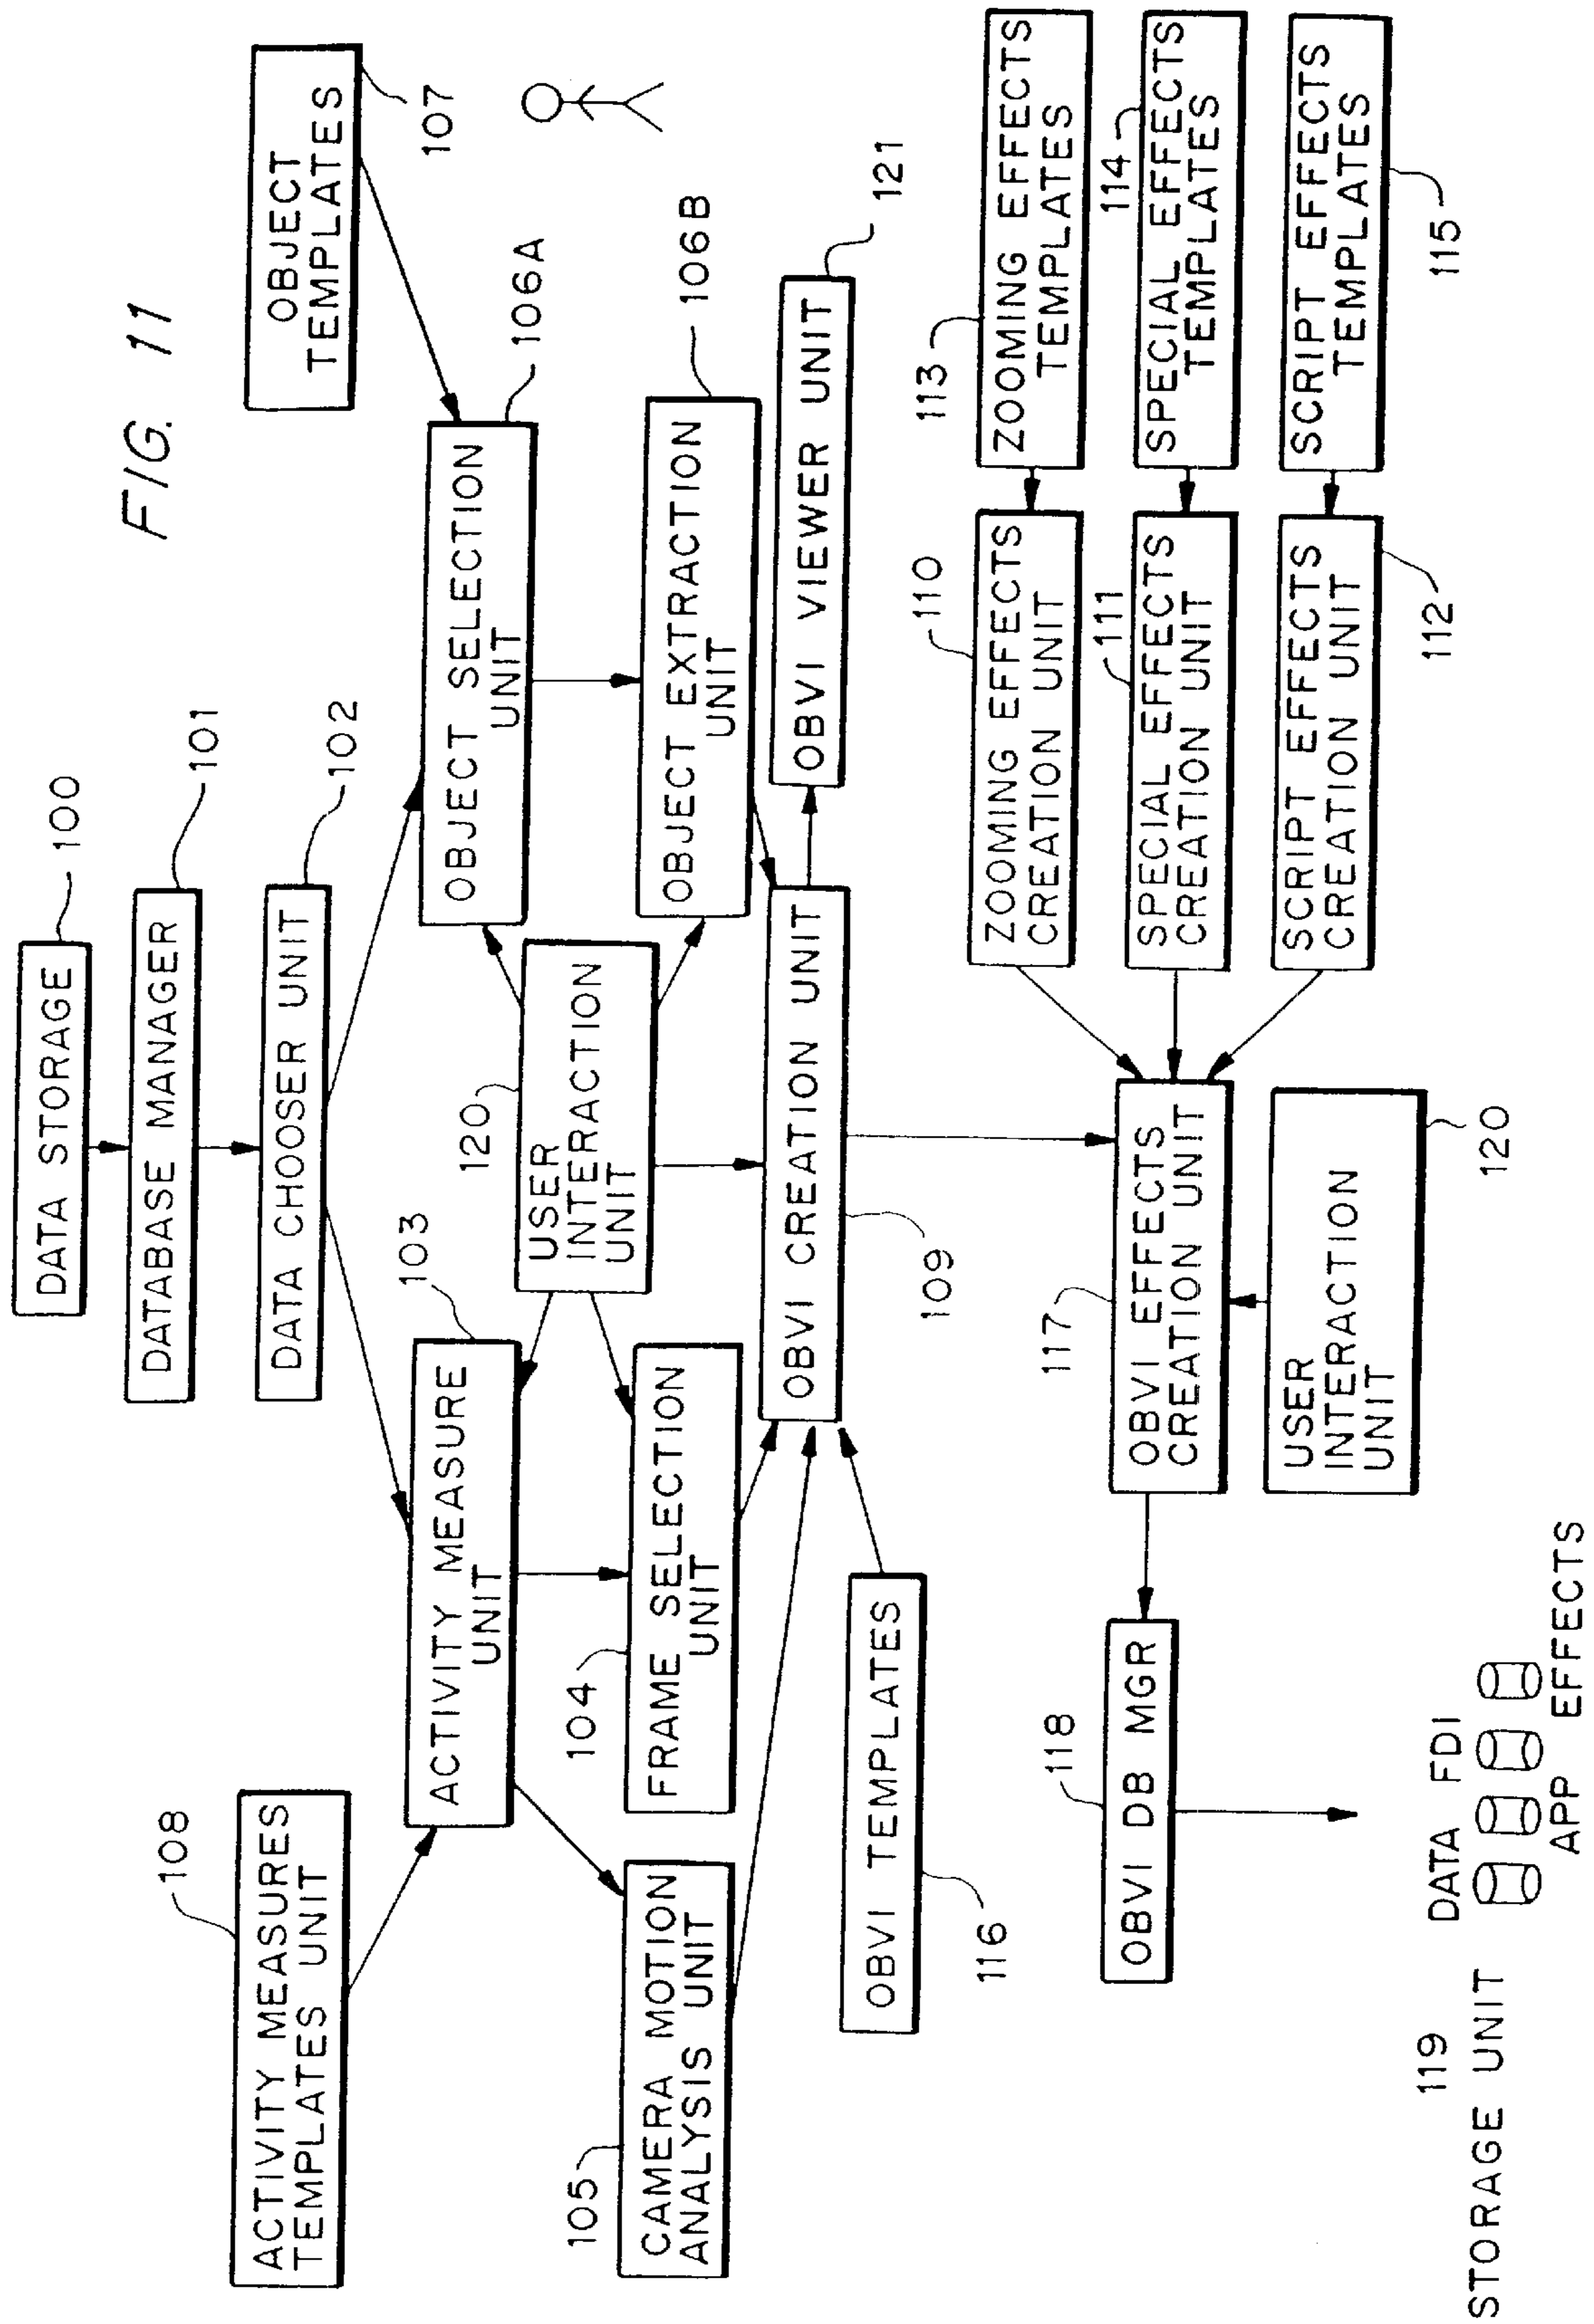 FIG. 11
DATA STORAGE
100
DATABASE MANAGER
101
DATA CHOOSER UNIT
102
108
ACTIVITY MEASURES
TEMPLATES UNIT
OBJECT
TEMPLATES
107
103
ACTIVITY MEASURE
UNIT
OBJECT SELECTION
UNIT
106A
120
USER
INTERACTION
UNIT
105
CAMERA MOTION
ANALYSIS UNIT
104
FRAME SELECTION
UNIT
OBJECT EXTRACTION
UNIT
106B
OBVI CREATION UNIT
109
OBVI VIEWER UNIT
121
OBVI TEMPLATES
116
110
ZOOMING EFFECTS
CREATION UNIT
113
ZOOMING EFFECTS
TEMPLATES
111
SPECIAL EFFECTS
CREATION UNIT
114
SPECIAL EFFECTS
TEMPLATES
SCRIPT EFFECTS
CREATION UNIT
112
SCRIPT EFFECTS
TEMPLATES
115
118
OBVI DB MGR
117
OBVI EFFECTS
CREATION UNIT
USER
INTERACTION
UNIT
120
119
STORAGE UNIT
DATA FDI
APP EFFECTS